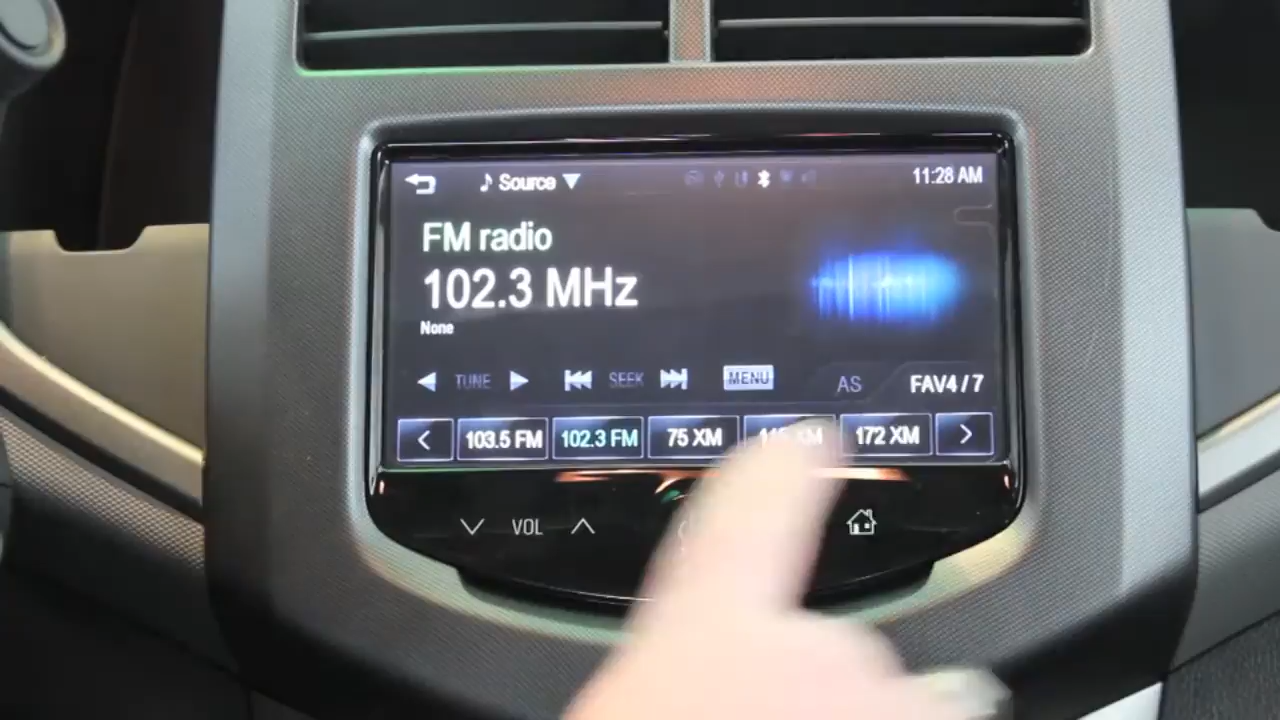 Source
11:28 AM
FM radio
102.3 MHz
None
TUNE SEEK MENU AS FAV4/7
103.5 FM 102.3 FM 75 XM XM 172 XM
VOL